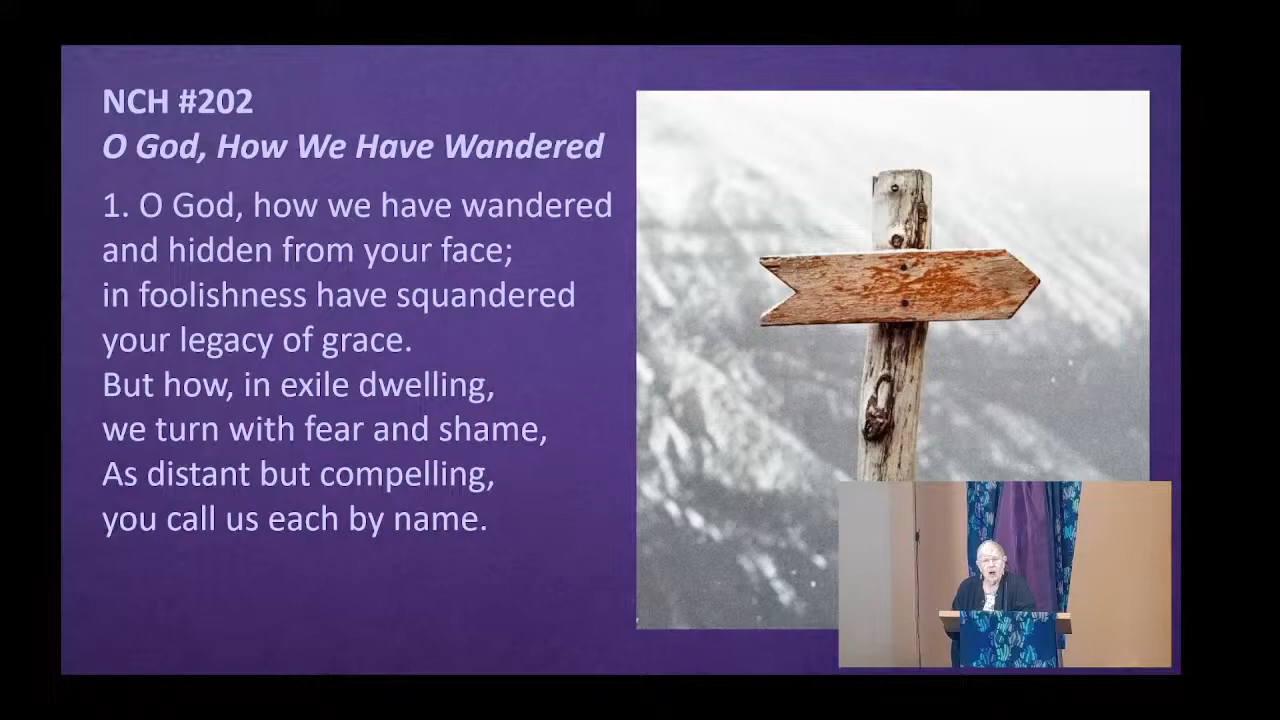 NCH #202
O God, How We Have Wandered
1. O God, how we have wandered
and hidden from your face;
in foolishness have squandered
your legacy of grace.
But how, in exile dwelling,
we turn with fear and shame,
As distant but compelling,
you call us each by name.